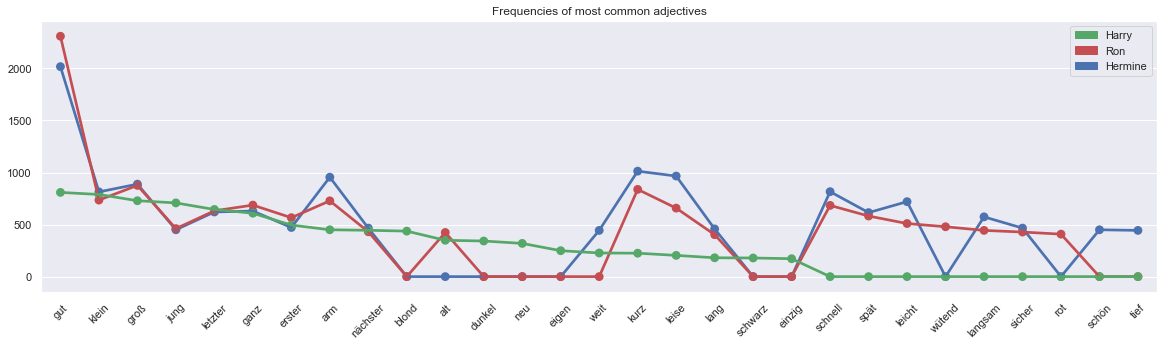 Frequencies of most common adjectives
Harry
Ron
Hermine
2000
1500
1000
500
0
gut
klein
groß
jung
letzter
ganz
erster
arm
nächster
blond
alt
dunkel
neu
eigen
weit
kurz
leise
lang
schwarz
einzig
schnell
spät
leicht
wütend
langsam
sicher
rot
schön
tief